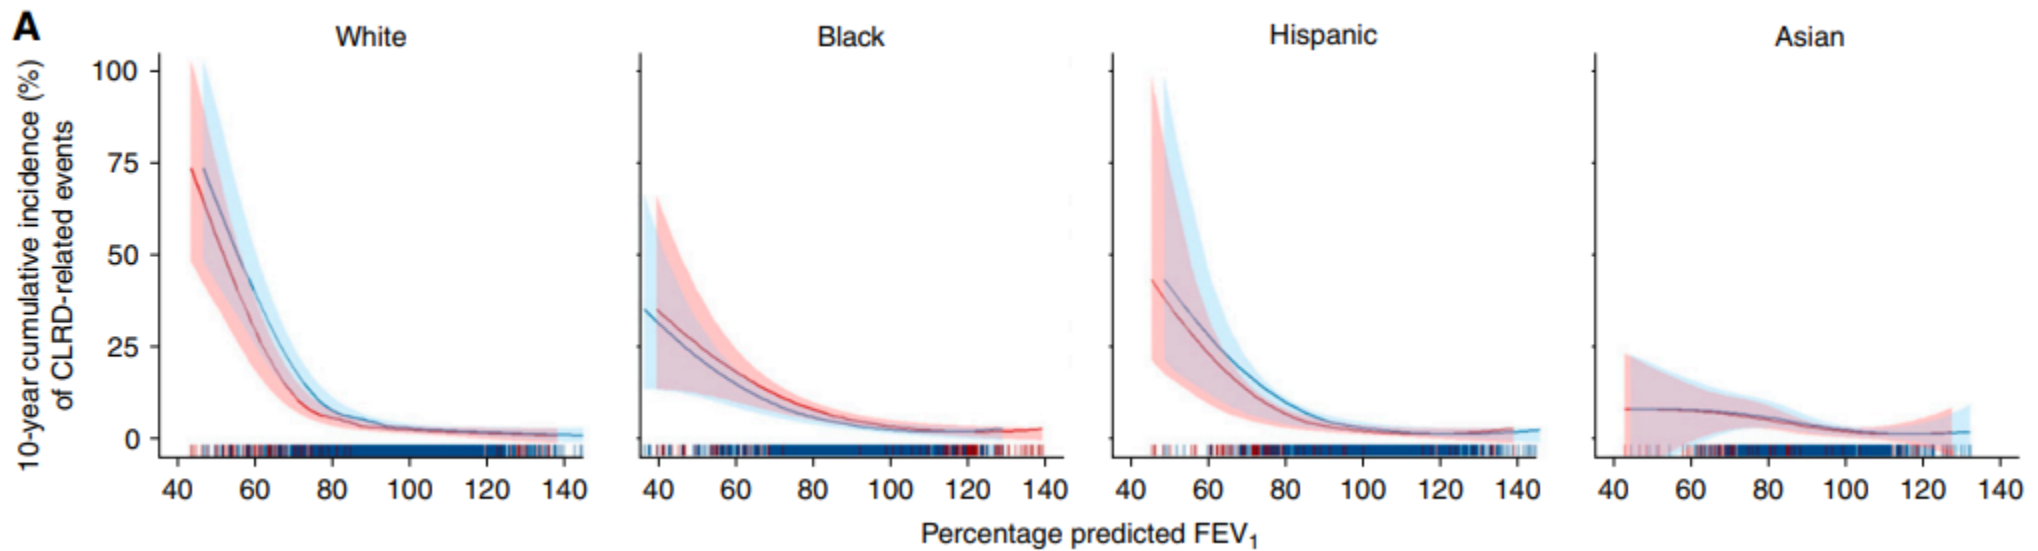 A
White
Black
Hispanic
Asian
10-year cumulative incidence (%)
of CLRD-related events
100
75
50
25
0
40 60 80 100 120 140
40 60 80 100 120 140
40 60 80 100 120 140
40 60 80 100 120 140
Percentage predicted FEV₁